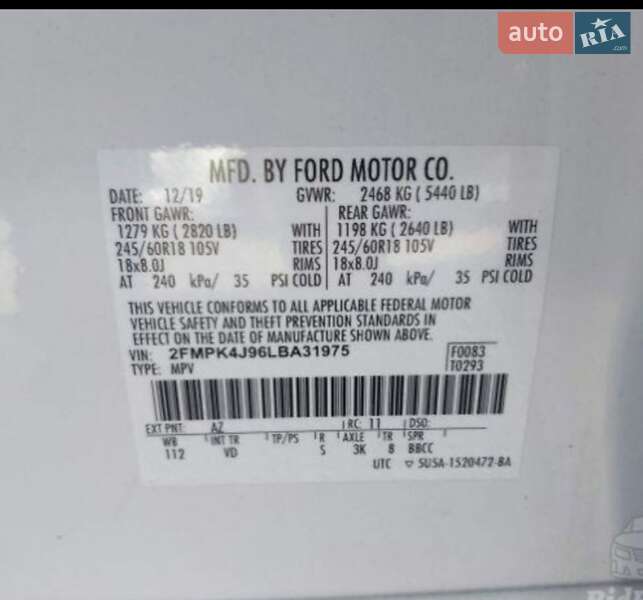 auto RIA .com
MFD. BY FORD MOTOR CO.
DATE: 12/19 GVWR: 2468 KG ( 5440 LB)
FRONT GAWR: REAR GAWR:
1279 KG ( 2820 LB) WITH 1198 KG ( 2640 LB) WITH
245/60R18 105V TIRES 245/60R18 105V TIRES
18x8.0J RIMS 18x8.0J RIMS
AT 240 kPa/ 35 PSI COLD AT 240 kPa/ 35 PSI COLD
THIS VEHICLE CONFORMS TO ALL APPLICABLE FEDERAL MOTOR
VEHICLE SAFETY AND THEFT PREVENTION STANDARDS IN
EFFECT ON THE DATE OF MANUFACTURE SHOWN ABOVE.
VIN: 2FMPK4J96LBA31975 F0083
TYPE: MPV T0293
EXT PNT: AZ RC: 11 DSO:
WB INT TR TP/PS R AXLE TR SPR
112 VD S 3K 8 BBCC
UTC ▽ SU5A-1520472-BA